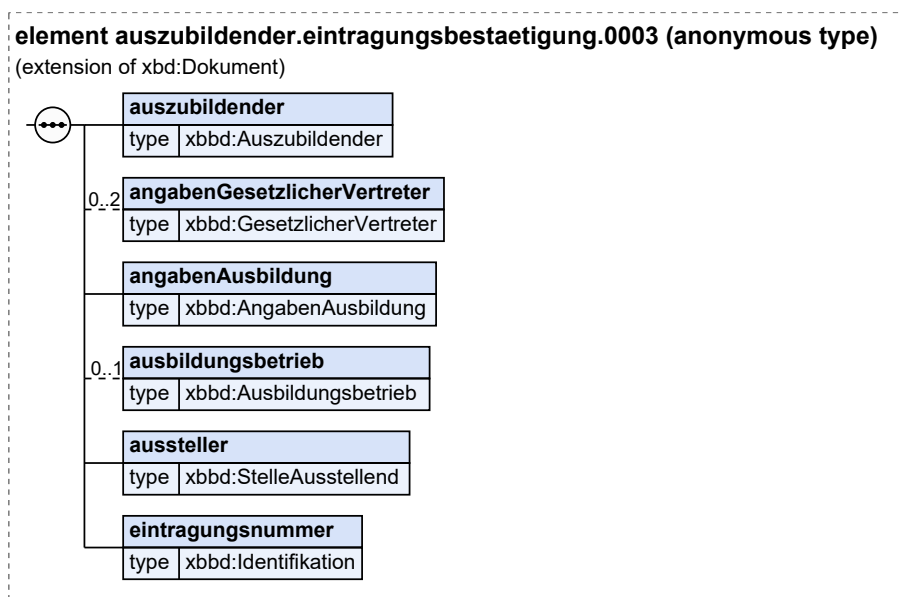 element auszubildender.eintragungsbestaetigung.0003 (anonymous type)
(extension of xbd:Dokument)
auszubildender
type xbbd:Auszubildender
0..2
angabenGesetzlicherVertreter
type xbbd:GesetzlicherVertreter
angabenAusbildung
type xbbd:AngabenAusbildung
0..1
ausbildungsbetrieb
type xbbd:Ausbildungsbetrieb
aussteller
type xbbd:StelleAusstellend
eintragungsnummer
type xbbd:Identifikation